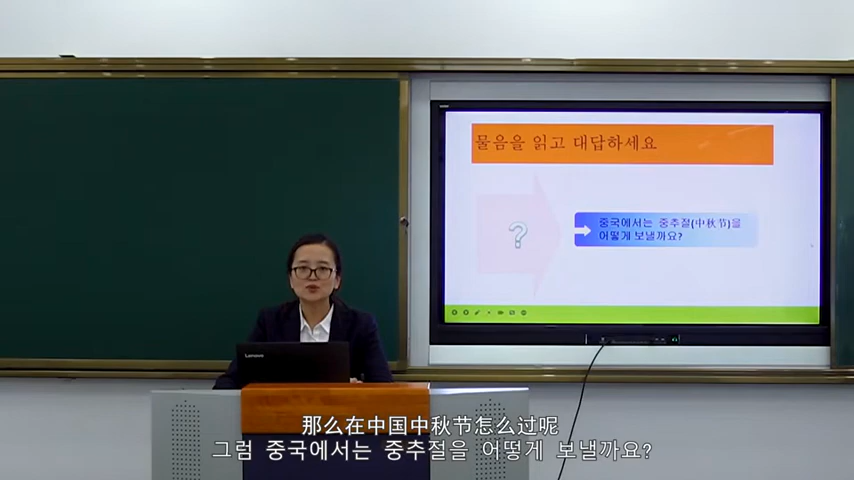 물음을 읽고 대답하세요
?
중국에서는 중추절(中秋节)을
어떻게 보낼까요?
Lenovo
那么在中国中秋节怎么过呢
그럼 중국에서는 중추절을 어떻게 보낼까요?